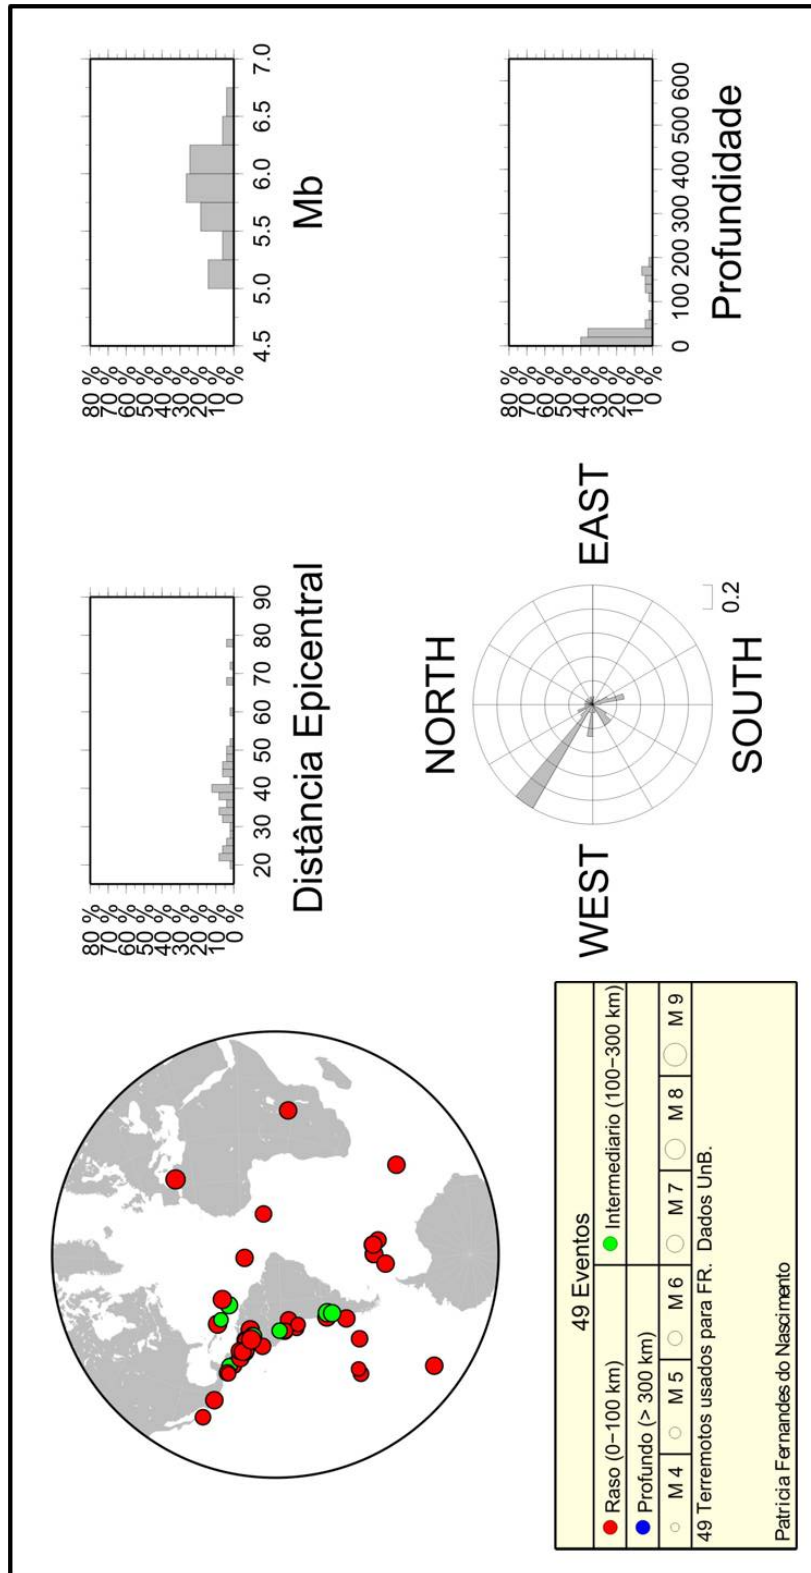 80 %
70 %
60 %
50 %
40 %
30 %
20 %
10 %
0 %
20 30 40 50 60 70 80 90
Distância Epicentral
80 %
70 %
60 %
50 %
40 %
30 %
20 %
10 %
0 %
4.5 5.0 5.5 6.0 6.5 7.0
Mb
49 Eventos
Raso (0−100 km) Intermediario (100−300 km)
Profundo (> 300 km)
M 4 M 5 M 6 M 7 M 8 M 9
49 Terremotos usados para FR. Dados UnB.
Patricia Fernandes do Nascimento
NORTH
WEST EAST
SOUTH
0.2
80 %
70 %
60 %
50 %
40 %
30 %
20 %
10 %
0 %
0 100 200 300 400 500 600
Profundidade